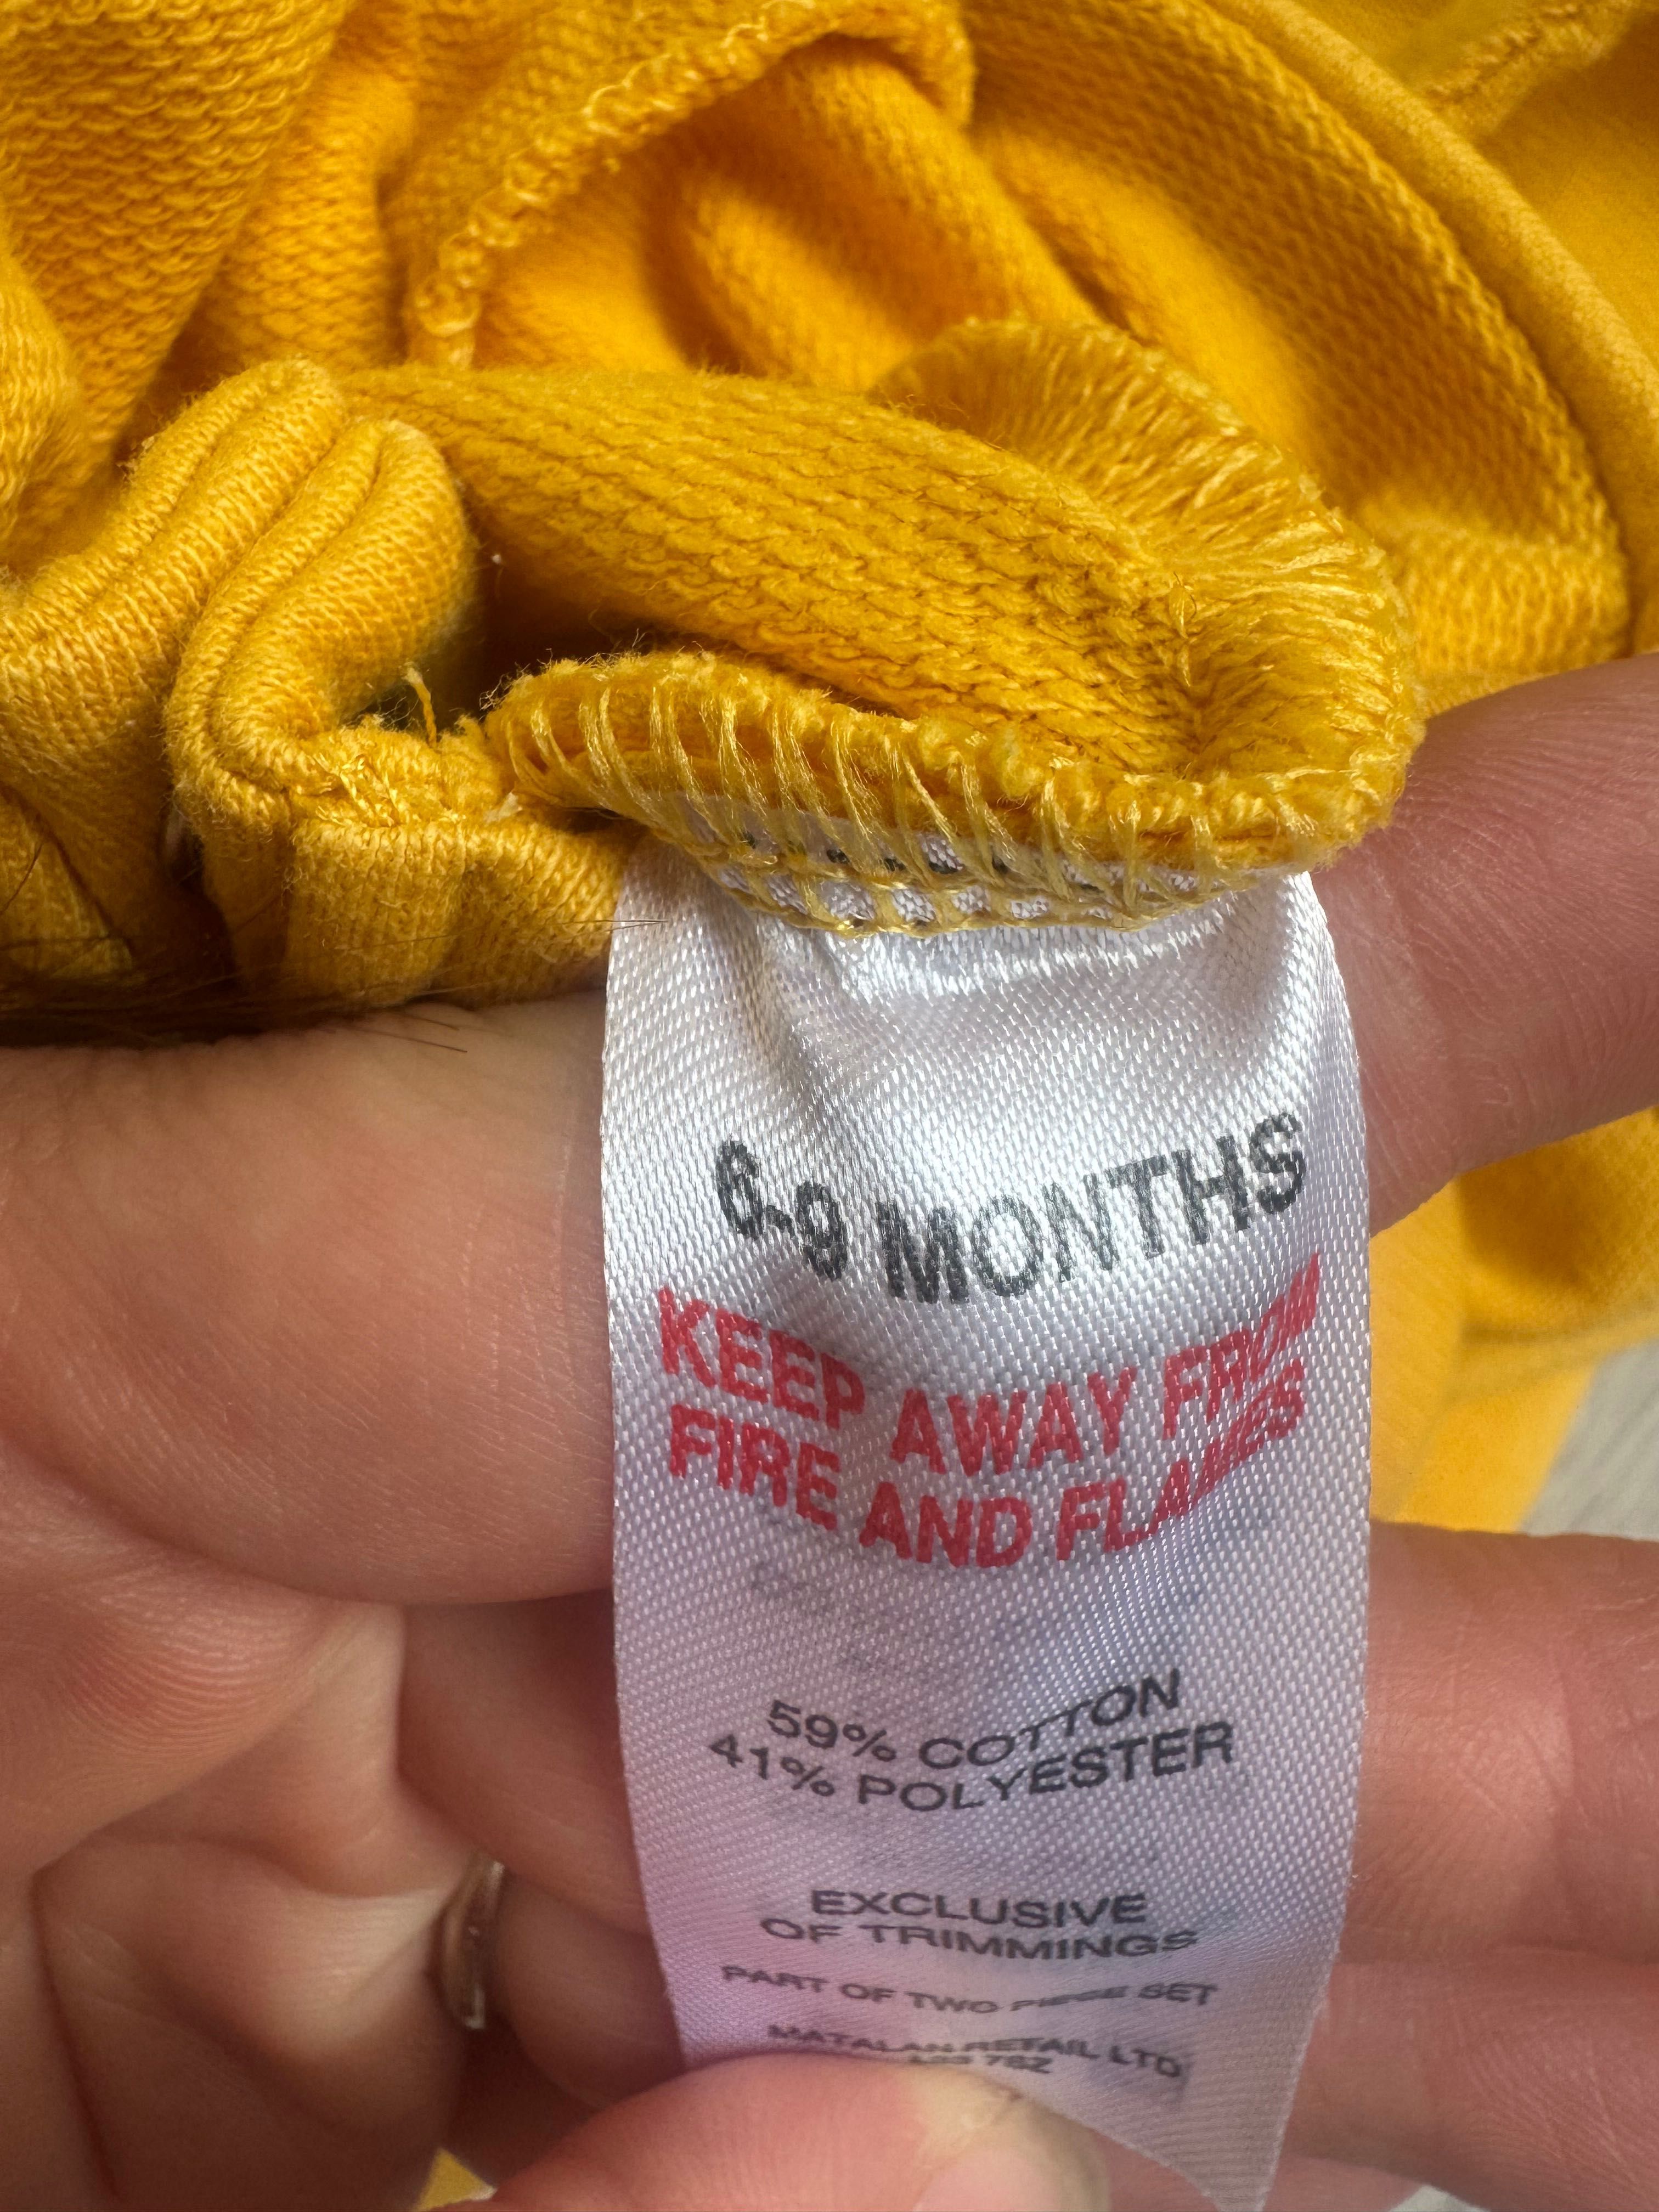 6-9 MONTHS
KEEP AWAY FROM
FIRE AND FLAMES
59% COTTON
41% POLYESTER
EXCLUSIVE
OF TRIMMINGS
PART OF TWO PIECE SET
MATALAN RETAIL LTD